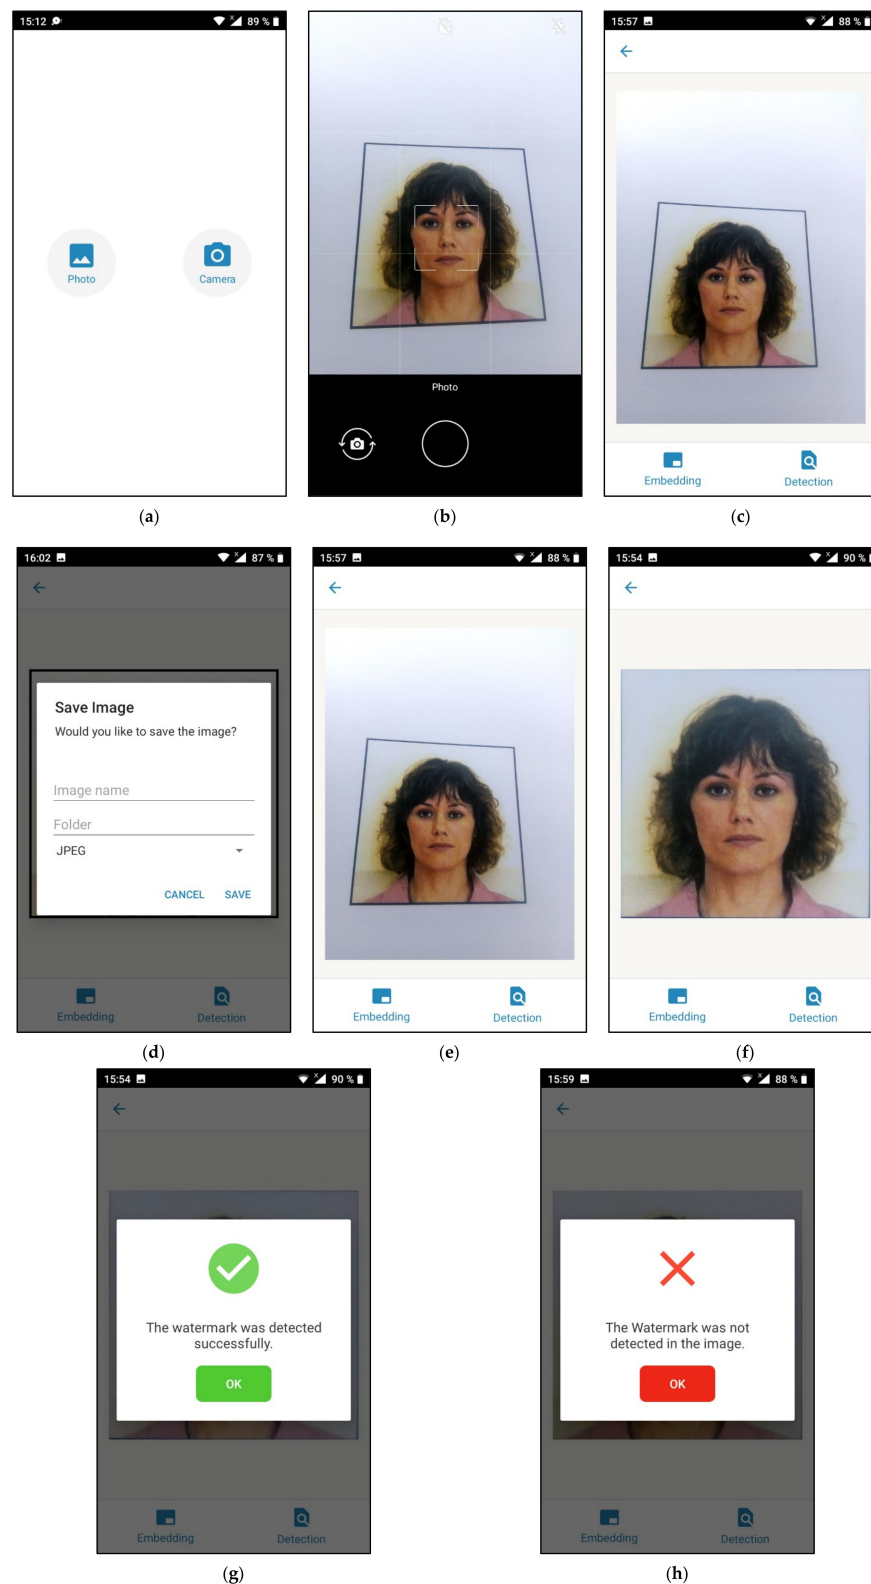 15:12 89 %
Photo Camera
(a)
Photo
(b)
15:57 88 %
Embedding Detection
(c)
16:02 87 %
Save Image
Would you like to save the image?
Image name
Folder
JPEG
CANCEL SAVE
Embedding Detection
(d)
15:57 88 %
Embedding Detection
(e)
15:54 90 %
Embedding Detection
(f)
15:54 90 %
The watermark was detected
successfully.
OK
Embedding Detection
(g)
15:59 88 %
The Watermark was not
detected in the image.
OK
Embedding Detection
(h)